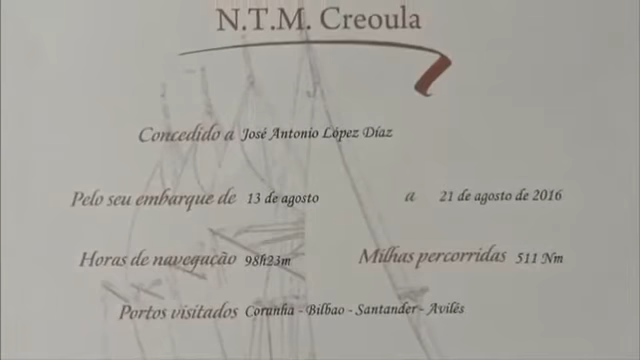 N.T.M. Creoula
Concedido a José Antonio López Díaz
Pelo seu embarque de 13 de agosto a 21 de agosto de 2016
Horas de navegação 98h23m Milhas percorridas 511 Nm
Portos visitados Corunha - Bilbao - Santander - Avilés